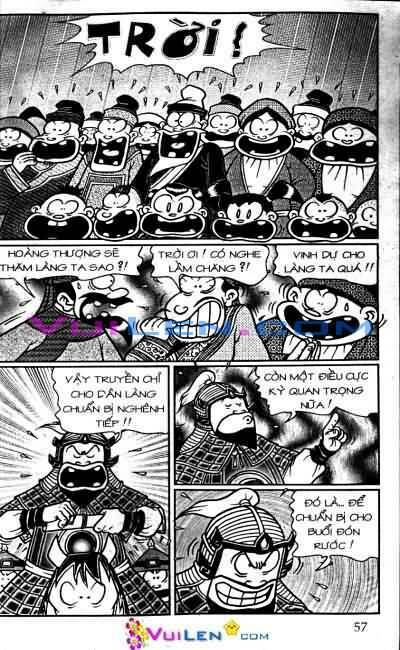 TRỜI!
HOÀNG THƯỢNG SẼ
THĂM LÀNG TA SAO?!
TRỜI ƠI! CÓ NGHE
LẦM CHĂNG?!
VINH DỰ CHO
LÀNG TA QUÁ!!
VUILEN.COM
VẬY TRUYỀN CHỈ
CHO DÂN LÀNG
CHUẨN BỊ NGHÊNH
TIẾP!!
CÒN MỘT ĐIỀU CỰC
KỲ QUAN TRỌNG
NỮA!
ĐÓ LÀ... ĐỂ
CHUẨN BỊ CHO
BUỔI ĐÓN
RƯỚC!
57
VUILEN.COM